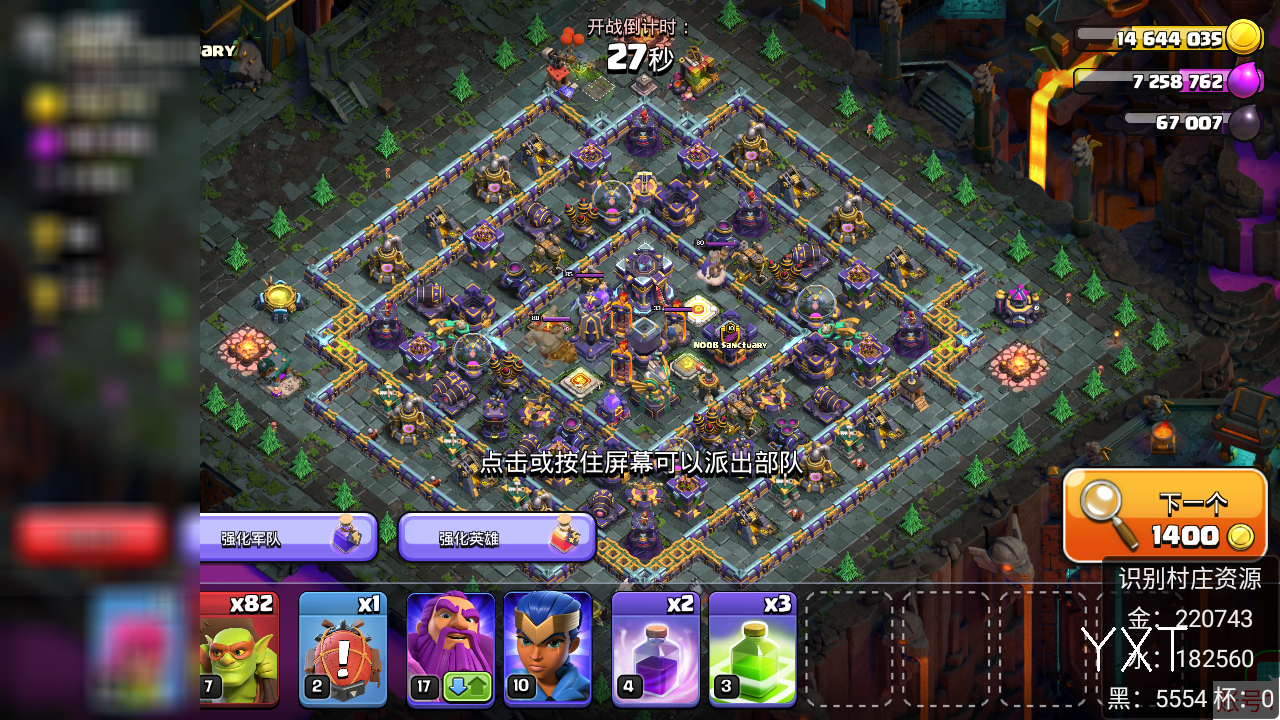 ARY
开战倒计时：
27秒
14 644 035
7 258 762
67 007
60
NOOB Sanctuary
点击或按住屏幕可以派出部队
强化军队
强化英雄
下一个
1400
识别村庄资源
金：220743
YXT
：182560
黑：5554 杯：0
x82
x1
x2
x3
7
2
17
10
4
3